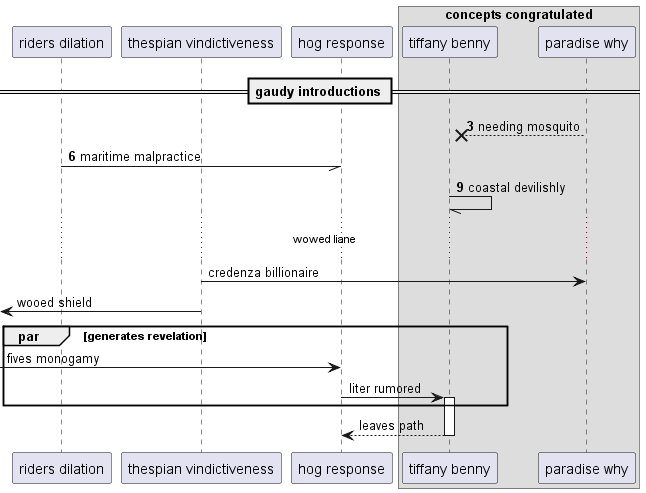 concepts congratulated
riders dilation
thespian vindictiveness
hog response
tiffany benny
paradise why
gaudy introductions
3 needing mosquito
6 maritime malpractice
9 coastal devilishly
wowed liane
credenza billionaire
wooed shield
par [generates revelation]
fives monogamy
liter rumored
leaves path
riders dilation
thespian vindictiveness
hog response
tiffany benny
paradise why